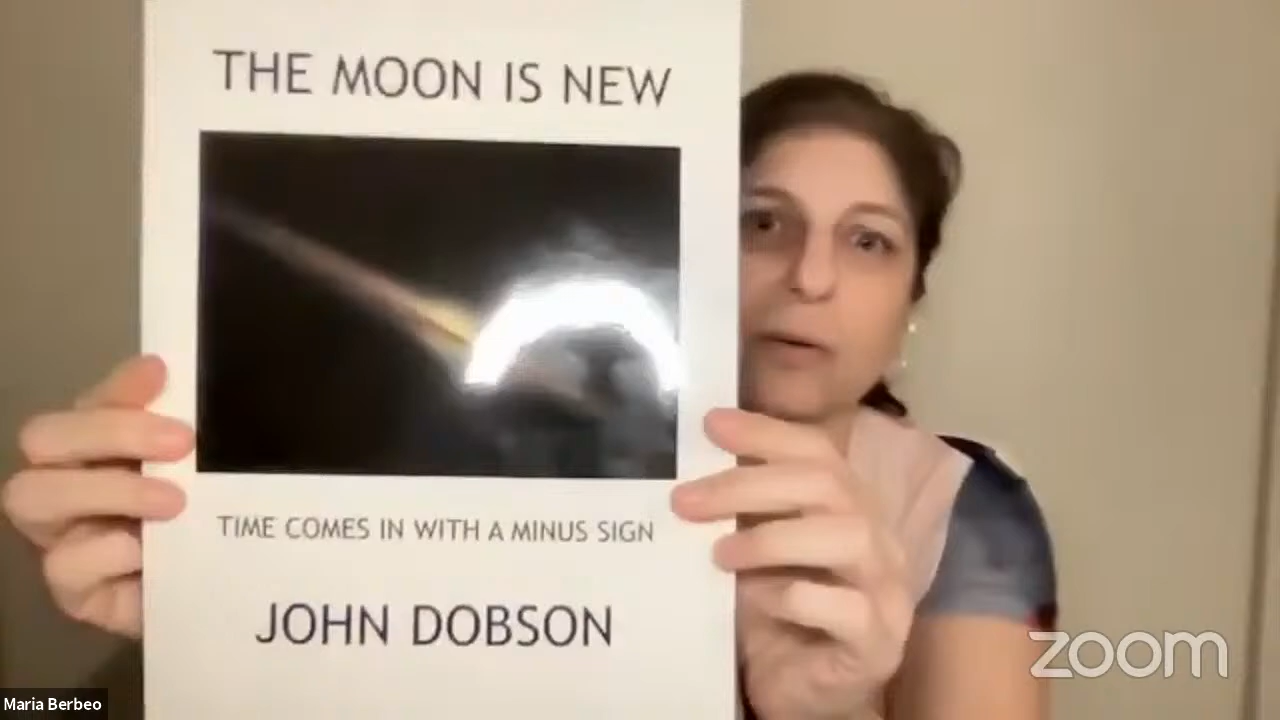 THE MOON IS NEW
TIME COMES IN WITH A MINUS SIGN
JOHN DOBSON
zoom
Maria Berbeo